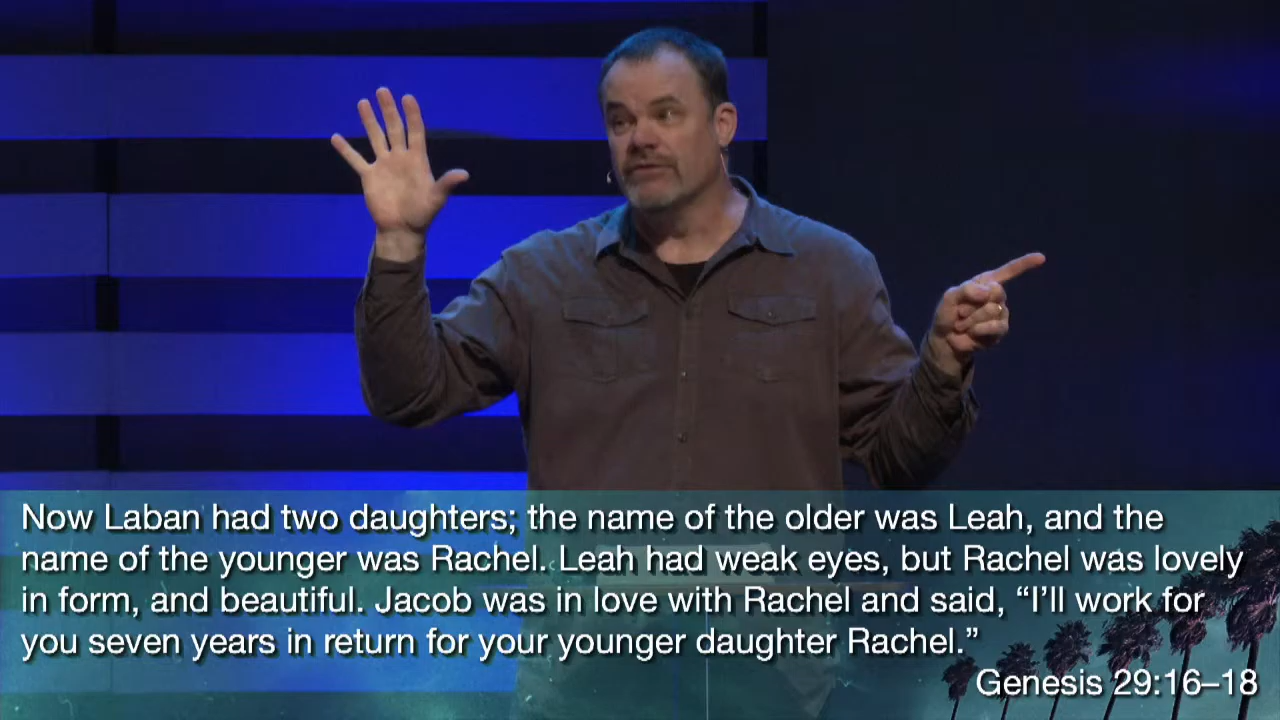 Now Laban had two daughters; the name of the older was Leah, and the
name of the younger was Rachel. Leah had weak eyes, but Rachel was lovely
in form, and beautiful. Jacob was in love with Rachel and said, “I’ll work for
you seven years in return for your younger daughter Rachel.”
Genesis 29:16–18